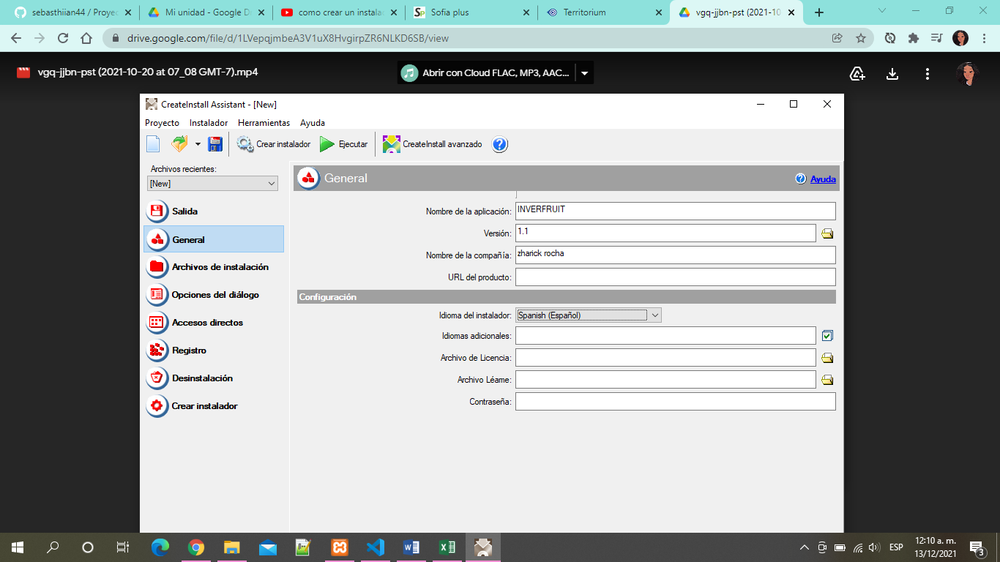 sebasthiian44 / Proyec
Mi unidad - Google D
como crear un instala
Sofia plus
Territorium
vgq-jjbn-pst (2021-10
drive.google.com/file/d/1LVepqjmbeA3V1uX8HvgirpZR6NLKD6SB/view
vgq-jjbn-pst (2021-10-20 at 07_08 GMT-7).mp4
Abrir con Cloud FLAC, MP3, AAC...
CreateInstall Assistant - [New]
Proyecto Instalador Herramientas Ayuda
Crear instalador Ejecutar CreateInstall avanzado
Archivos recientes:
[New]
Salida
General
Archivos de instalación
Opciones del diálogo
Accesos directos
Registro
Desinstalación
Crear instalador
General
Ayuda
Nombre de la aplicación: INVERFRUIT
Versión: 1.1
Nombre de la compañía: zharick rocha
URL del producto:
Configuración
Idioma del instalador: Spanish (Español)
Idiomas adicionales:
Archivo de Licencia:
Archivo Léame:
Contraseña:
ESP
12:10 a. m.
13/12/2021
3